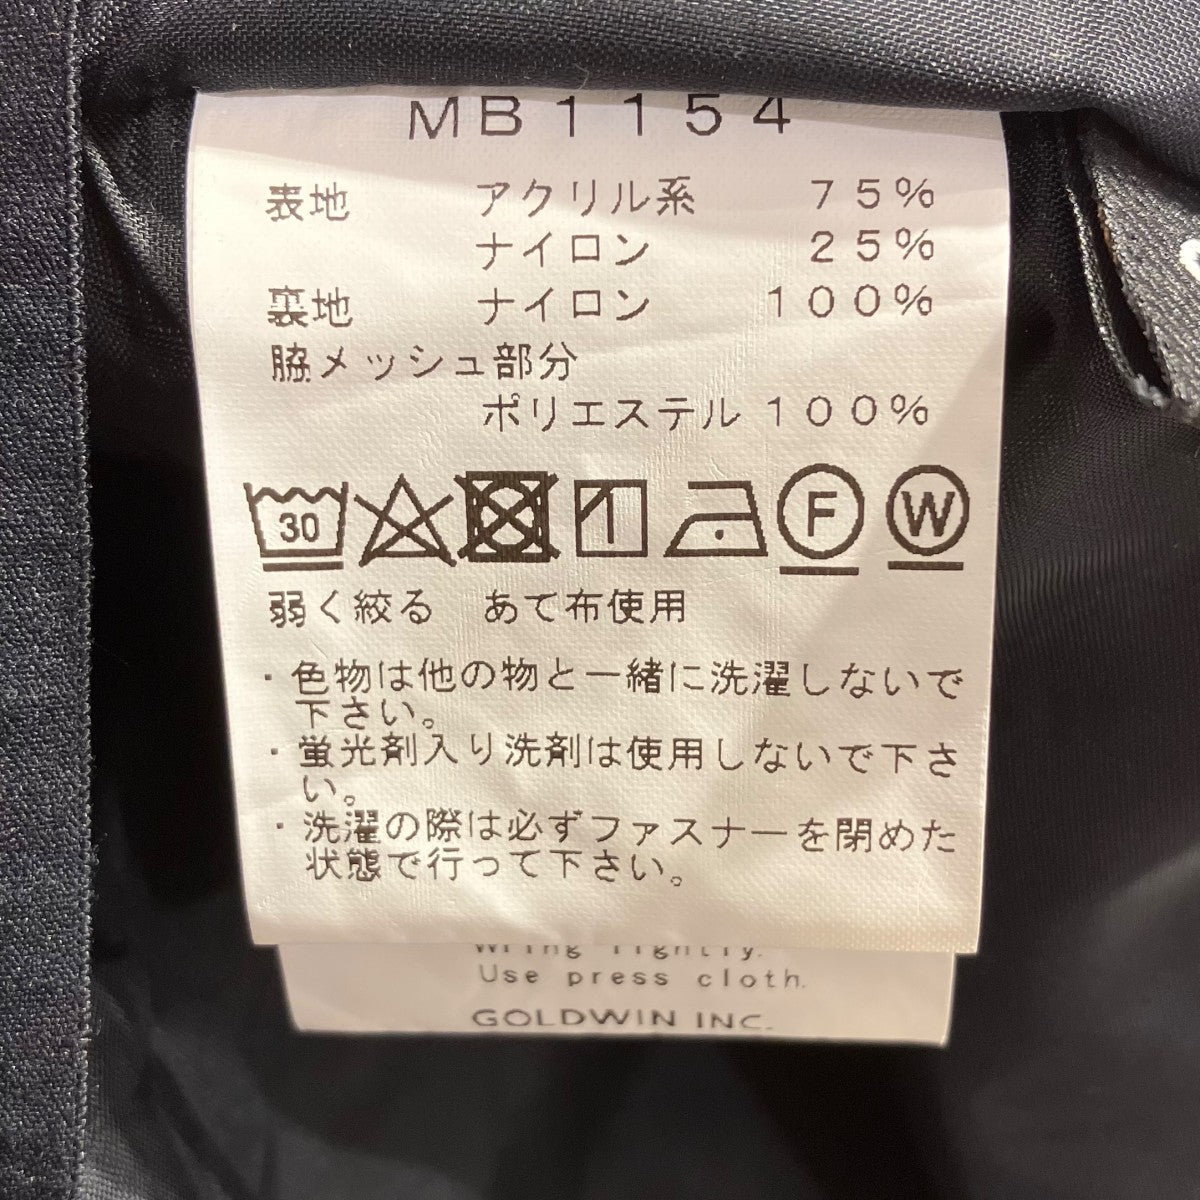 MB1154
表地 アクリル系 75%
ナイロン 25%
裏地 ナイロン 100%
脇メッシュ部分
ポリエステル 100%
30 F W
弱く絞る あて布使用
・色物は他の物と一緒に洗濯しないで
下さい。
・蛍光剤入り洗剤は使用しないで下さ
い。
・洗濯の際は必ずファスナーを閉めた
状態で行って下さい。
Wring lightly.
Use press cloth.
GOLDWIN INC.